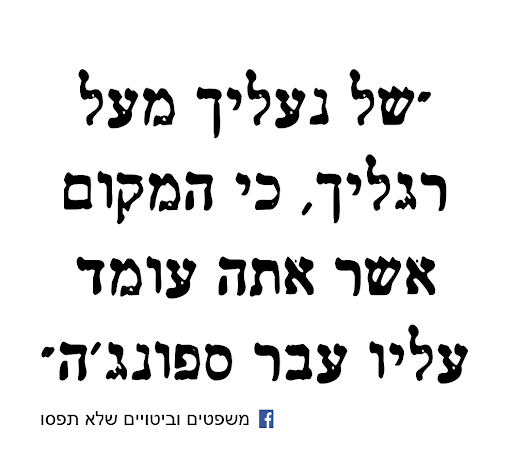 ״של נעליך מעל
רגליך, כי המקום
אשר אתה עומד
עליו עבר ספונג׳ה״
משפטים וביטויים שלא תפסו